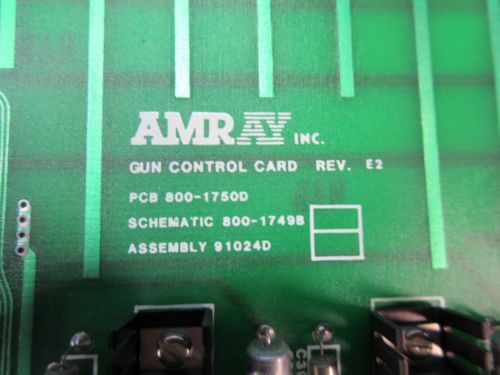 AMRAY INC.
GUN CONTROL CARD REV. E2
PCB 800-1750D
SCHEMATIC 800-1749B
ASSEMBLY 91024D